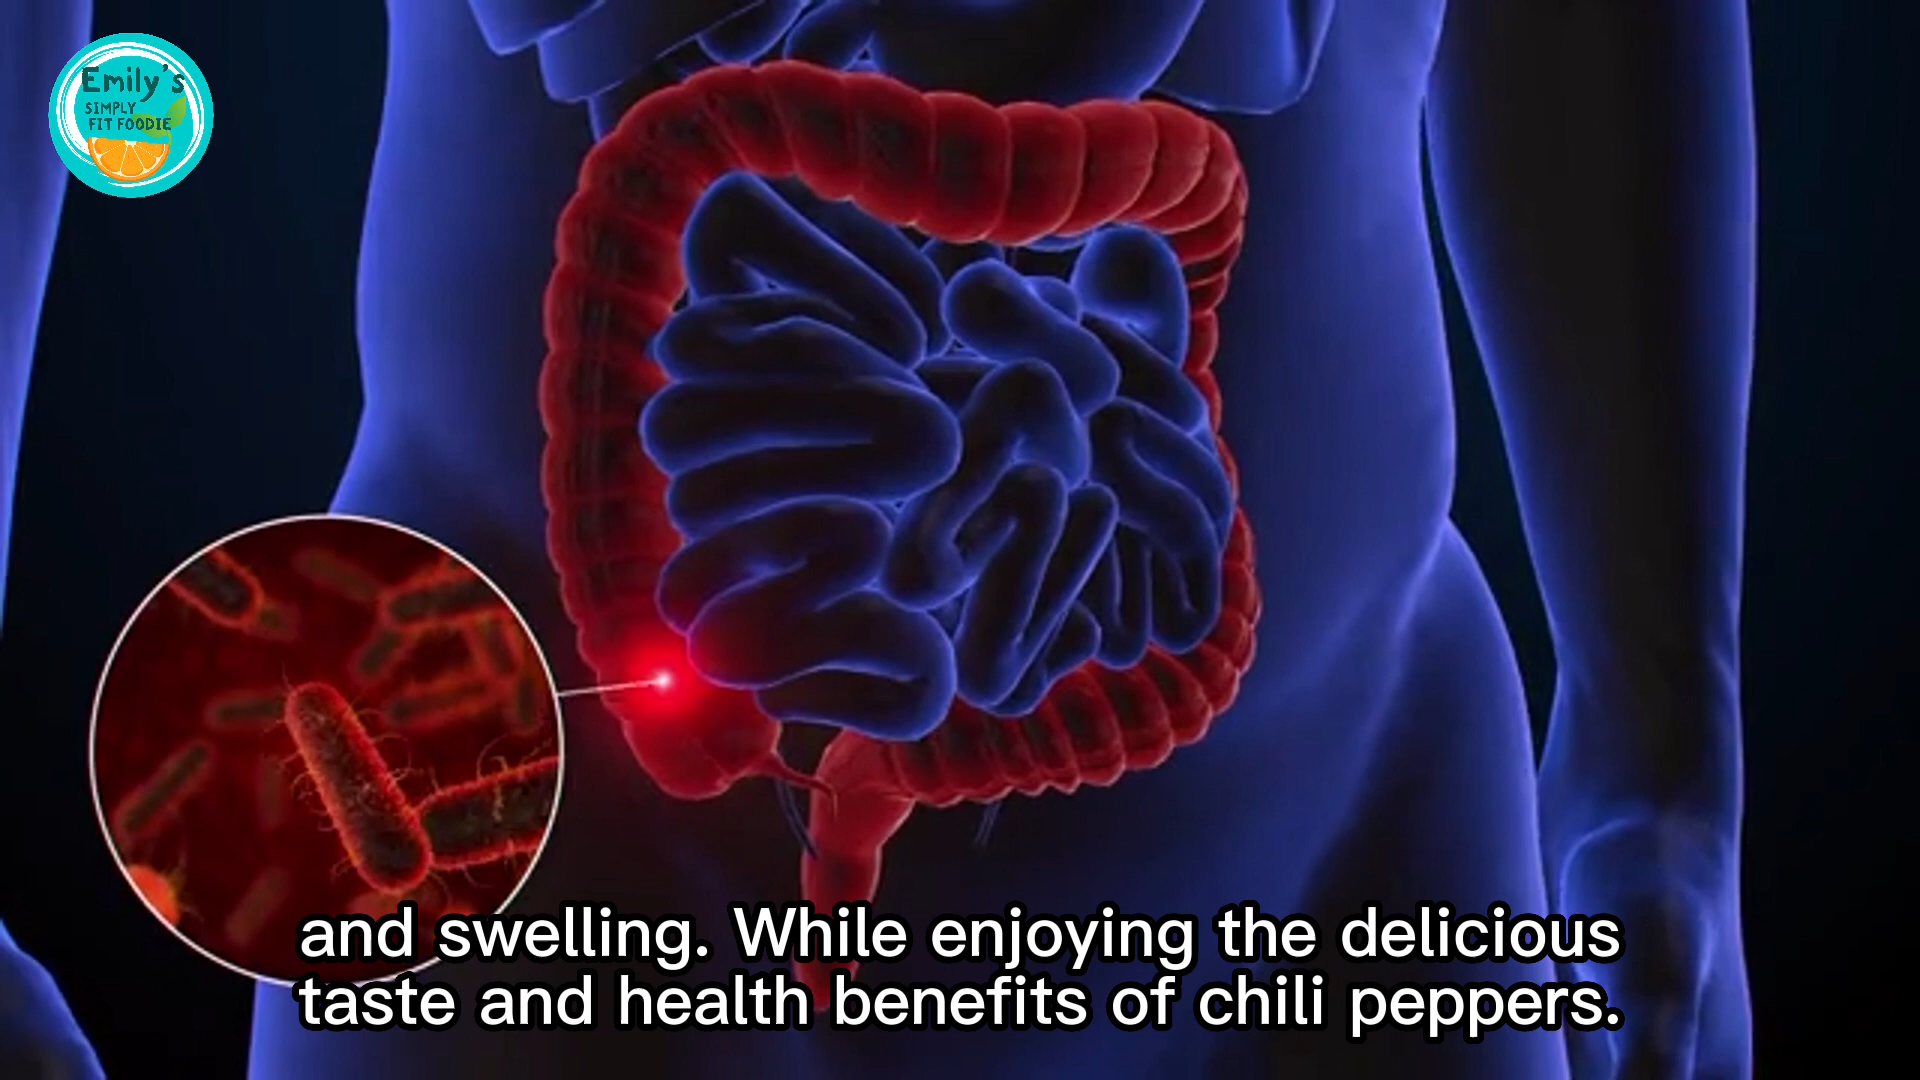 Emily's
SIMPLY
FIT FOODIE
and swelling. While enjoying the delicious
taste and health benefits of chili peppers.